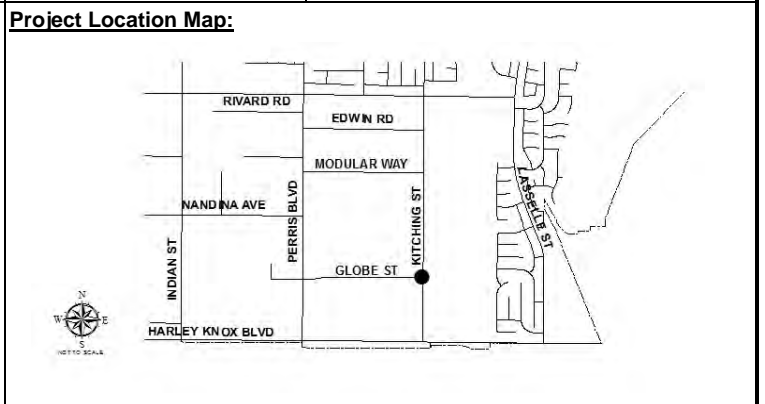 Project Location Map:
RIVARD RD
EDWIN RD
MODULAR WAY
NANDINA AVE
PERRIS BLVD
KITCHING ST
LASSELLE ST
INDIAN ST
GLOBE ST
N
W
E
S
NOT TO SCALE
HARLEY KNOX BLVD